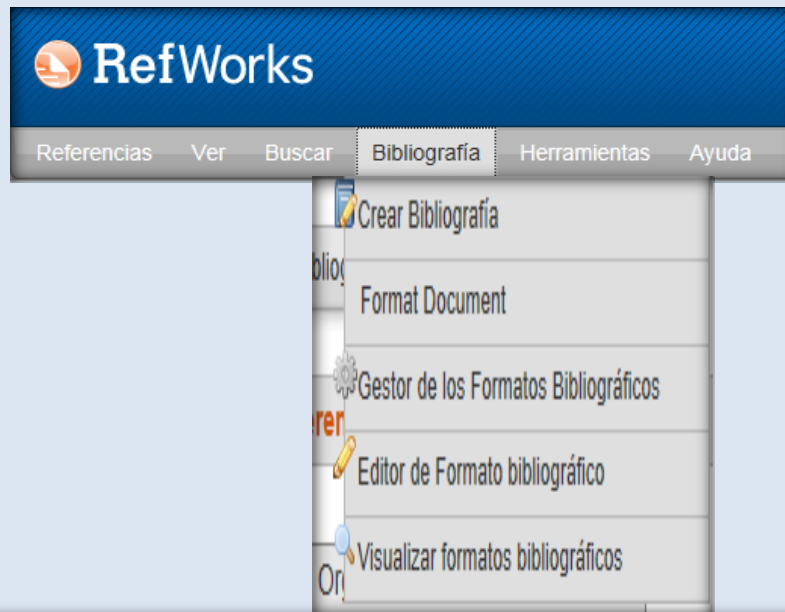 RefWorks
Referencias Ver Buscar Bibliografía Herramientas Ayuda
Crear Bibliografía
Format Document
Gestor de los Formatos Bibliográficos
Editor de Formato bibliográfico
Visualizar formatos bibliográficos